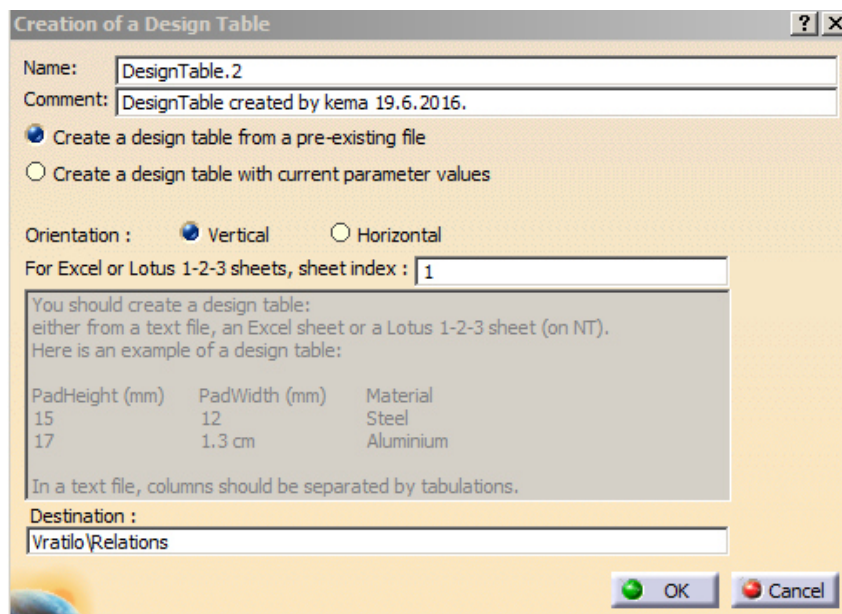 Creation of a Design Table
Name: DesignTable.2
Comment: DesignTable created by kema 19.6.2016.
Create a design table from a pre-existing file
Create a design table with current parameter values
Orientation : Vertical Horizontal
For Excel or Lotus 1-2-3 sheets, sheet index : 1
You should create a design table:
either from a text file, an Excel sheet or a Lotus 1-2-3 sheet (on NT).
Here is an example of a design table:
PadHeight (mm) PadWidth (mm) Material
15 12 Steel
17 1.3 cm Aluminium
In a text file, columns should be separated by tabulations.
Destination :
Vratilo\Relations
OK Cancel